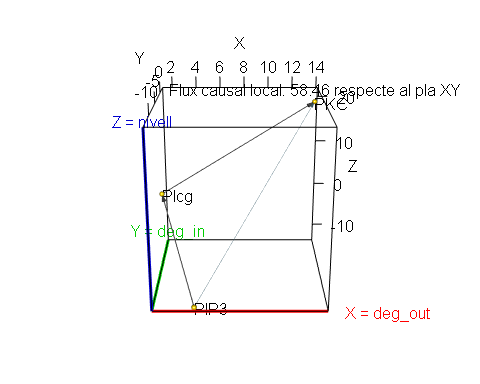 X
Y
0 2 4 6 8 10 12 14
-5
-10
Flux causal local: 58.46 respecte al pla XY
PKC
20
Z = nivell
10
Z
0
Plcg
-10
Y = deg_in
PIP3
X = deg_out